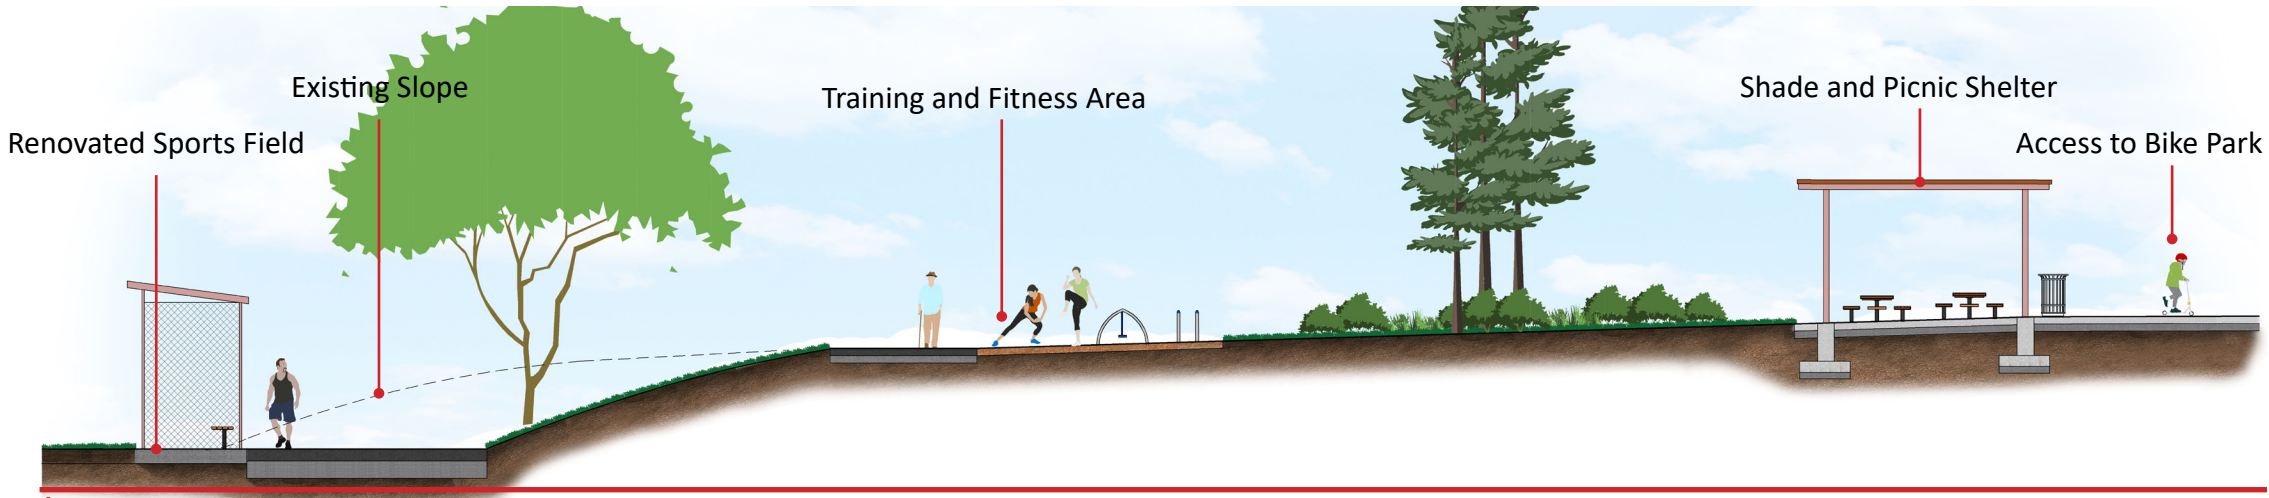 Existing Slope
Renovated Sports Field
Training and Fitness Area
Shade and Picnic Shelter
Access to Bike Park